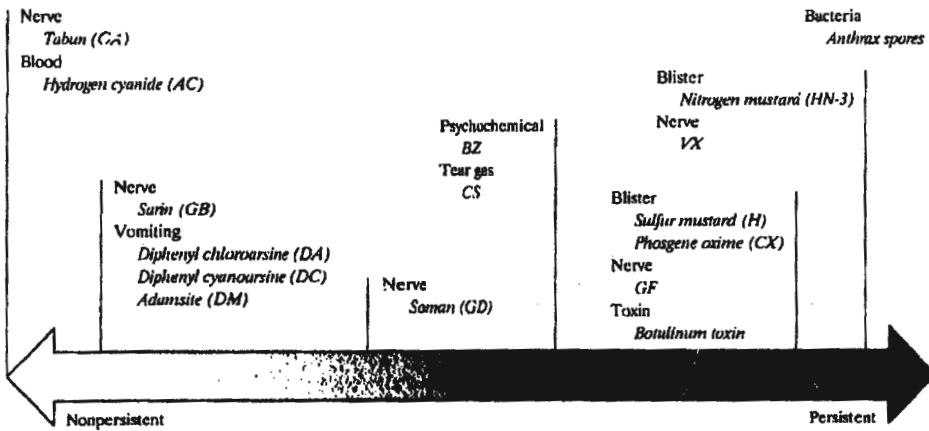 Nerve
Tabun (GA)
Blood
Hydrogen cyanide (AC)
Nerve
Sarin (GB)
Vomiting
Diphenyl chloroarsine (DA)
Diphenyl cyanoarsine (DC)
Adamsite (DM)
Nerve
Soman (GD)
Psychochemical
BZ
Tear gas
CS
Blister
Sulfur mustard (H)
Phosgene oxime (CX)
Nerve
GF
Toxin
Botulinum toxin
Blister
Nitrogen mustard (HN-3)
Nerve
VX
Bacteria
Anthrax spores
Nonpersistent
Persistent